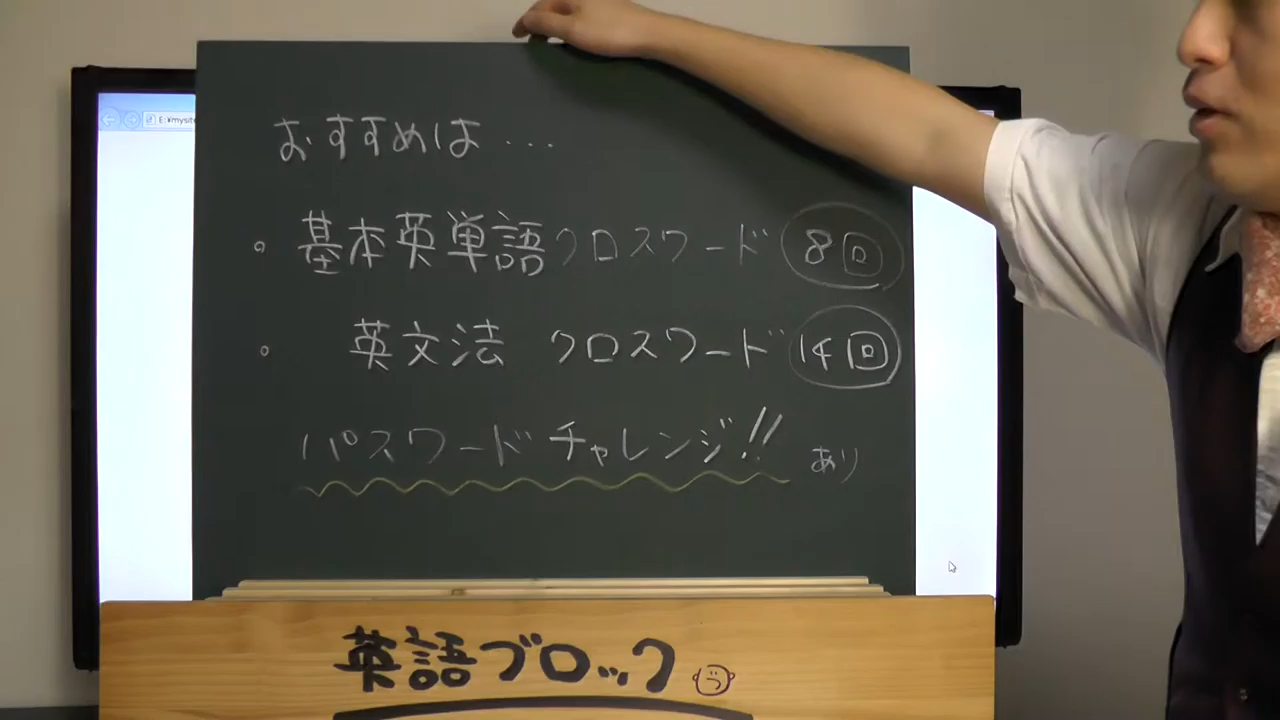 E:¥mysite
おすすめは...
。基本英単語クロスワード 8回
。英文法 クロスワード 14回
パスワードチャレンジ!! あり
英語ブロック